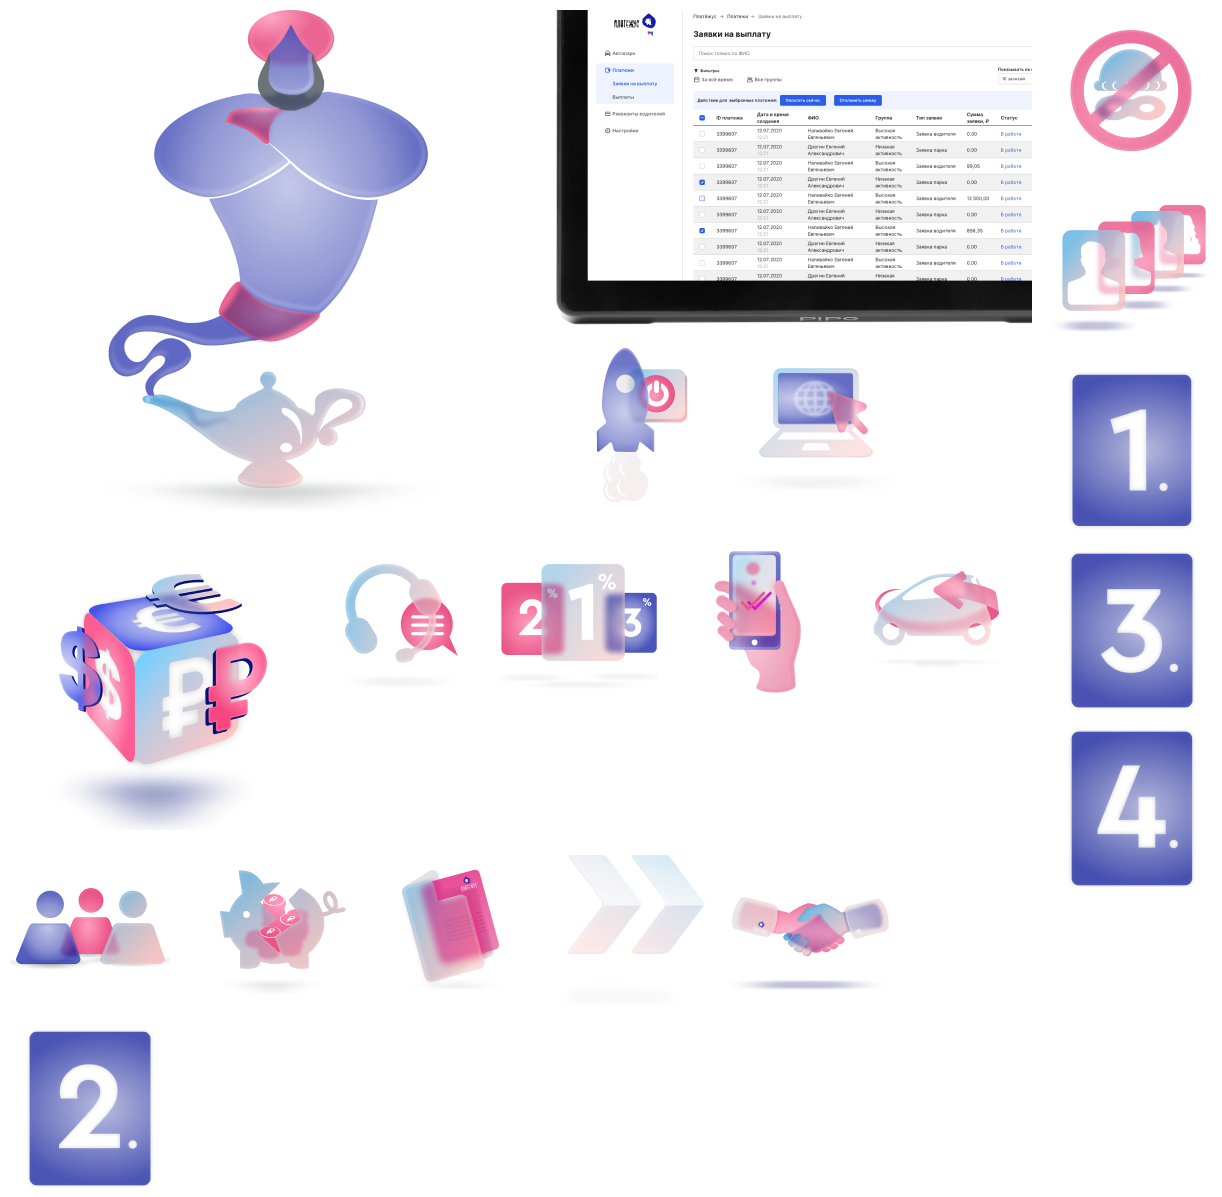 ПЛАТЁЖУС
Платёжус → Платежи → Заявки на выплату
Заявки на выплату
Поиск только по ФИО
Автопарк
Платежи
Заявки на выплату
Выплаты
Реквизиты водителей
Настройки
Фильтры:
За всё время Все группы
Показывать на
10 записей
Действие для выбранных платежей: Оплатить сейчас Отклонить заявку
ID платежа Дата и время создания ФИО Группа Тип заявки Сумма заявки, ₽ Статус
3399607 12.07.2020 12:21 Наливайко Евгений Евгеньевич Высокая активность Заявка водителя 0,00 В работе
3399607 12.07.2020 12:21 Драгин Евгений Александрович Низакая активность Заявка парка 0,00 В работе
3399607 12.07.2020 12:21 Наливайко Евгений Евгеньевич Высокая активность Заявка водителя 99,05 В работе
3399607 12.07.2020 12:21 Драгин Евгений Александрович Низакая активность Заявка парка 0,00 В работе
3399607 12.07.2020 12:21 Наливайко Евгений Евгеньевич Высокая активность Заявка водителя 12 500,00 В работе
3399607 12.07.2020 12:21 Драгин Евгений Александрович Низакая активность Заявка парка 0,00 В работе
3399607 12.07.2020 12:21 Наливайко Евгений Евгеньевич Высокая активность Заявка водителя 856,35 В работе
3399607 12.07.2020 12:21 Драгин Евгений Александрович Низакая активность Заявка парка 0,00 В работе
3399607 12.07.2020 12:21 Наливайко Евгений Евгеньевич Высокая активность Заявка водителя 0,00 В работе
3399607 12.07.2020 Драгин Евгений Александрович Низакая активность Заявка парка 0,00 В работе
PIPO
1.
€ €
$ $
₽ ₽
2% 1% 3%
3.
4.
₽ ₽ ₽
ПЛАТЁЖУС
2.